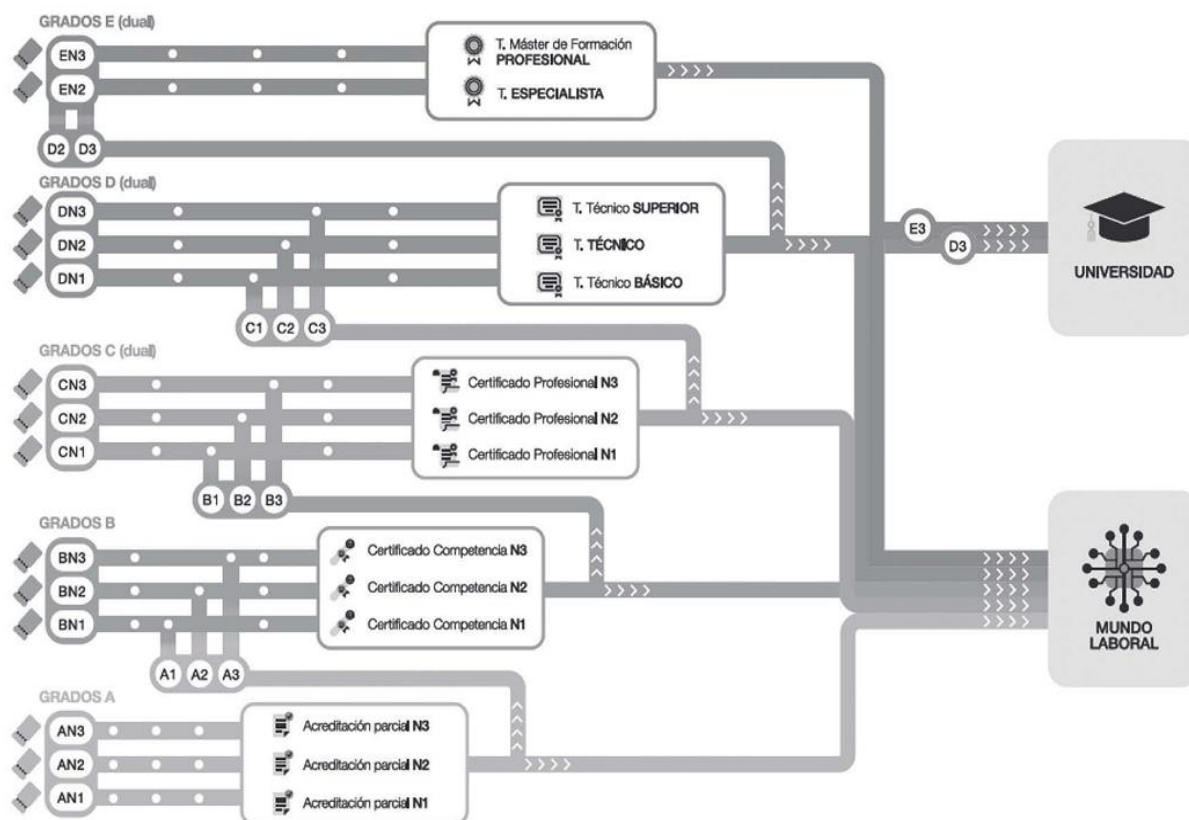 GRADOS E (dual)
EN3
EN2
T. Máster de Formación
PROFESIONAL
T. ESPECIALISTA
D2 D3
GRADOS D (dual)
DN3
DN2
DN1
T. Técnico SUPERIOR
T. TÉCNICO
T. Técnico BÁSICO
E3
D3
UNIVERSIDAD
C1 C2 C3
GRADOS C (dual)
CN3
CN2
CN1
Certificado Profesional N3
Certificado Profesional N2
Certificado Profesional N1
B1 B2 B3
GRADOS B
BN3
BN2
BN1
Certificado Competencia N3
Certificado Competencia N2
Certificado Competencia N1
MUNDO
LABORAL
A1 A2 A3
GRADOS A
AN3
AN2
AN1
Acreditación parcial N3
Acreditación parcial N2
Acreditación parcial N1